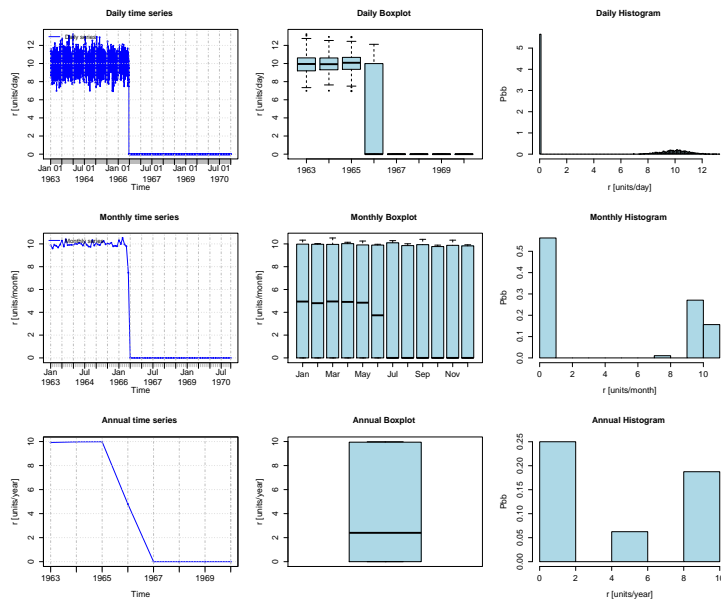 Daily time series
Daily series
r [units/day]
0 2 4 6 8 10 12
Jan 01 Jul 01 Jan 01 Jul 01
1963 1964 1966 1968 1970
Time
Daily Boxplot
r [units/day]
0 2 4 6 8 10 12
1963 1965 1967 1969
Daily Histogram
Pbb
0 1 2 3 4 5
0 2 4 6 8 10 12
r [units/day]
Monthly time series
Monthly series
r [units/month]
0 2 4 6 8 10
Jan Jul Jan Jul Jul
1963 1964 1966 1968 1970
Time
Monthly Boxplot
r [units/month]
0 2 4 6 8 10
Jan Mar May Jul Sep Nov
Monthly Histogram
Pbb
0.0 0.1 0.2 0.3 0.4 0.5
0 2 4 6 8 10
r [units/month]
Annual time series
r [units/year]
0 2 4 6 8 10
1963 1965 1967 1969
Time
Annual Boxplot
r [units/year]
0 2 4 6 8 10
Annual Histogram
Pbb
0.00 0.05 0.10 0.15 0.20 0.25
0 2 4 6 8 10
r [units/year]